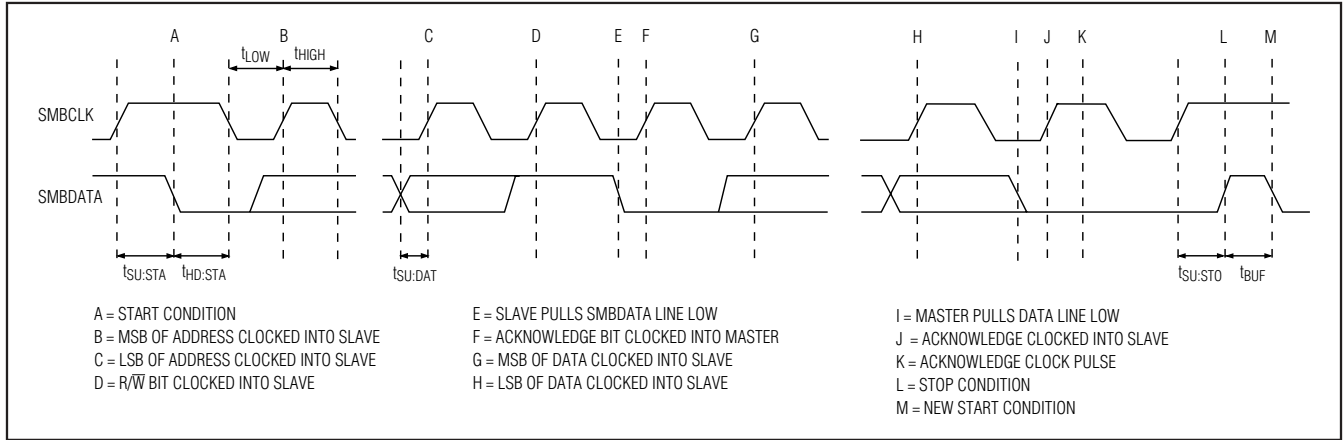 A B C D E F G H I J K L M
tLOW tHIGH
SMBCLK
SMBDATA
tSU:STA tHD:STA tSU:DAT tSU:STO tBUF
A = START CONDITION
B = MSB OF ADDRESS CLOCKED INTO SLAVE
C = LSB OF ADDRESS CLOCKED INTO SLAVE
D = R/W̅ BIT CLOCKED INTO SLAVE
E = SLAVE PULLS SMBDATA LINE LOW
F = ACKNOWLEDGE BIT CLOCKED INTO MASTER
G = MSB OF DATA CLOCKED INTO SLAVE
H = LSB OF DATA CLOCKED INTO SLAVE
I = MASTER PULLS DATA LINE LOW
J = ACKNOWLEDGE CLOCKED INTO SLAVE
K = ACKNOWLEDGE CLOCK PULSE
L = STOP CONDITION
M = NEW START CONDITION